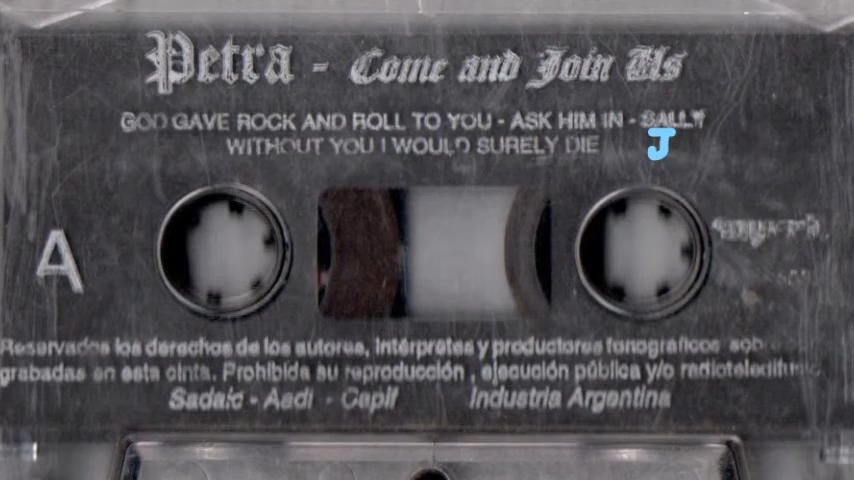 Petra - Come and Join Us
GOD GAVE ROCK AND ROLL TO YOU - ASK HIM IN - SALLY
WITHOUT YOU I WOULD SURELY DIE
J
A
Reservados los derechos de los autores, intérpretes y productores fonográficos
grabadas en esta cinta. Prohibida su reproducción, ejecución pública y/o
Sadaic - Aadi - Capif Industria Argentina